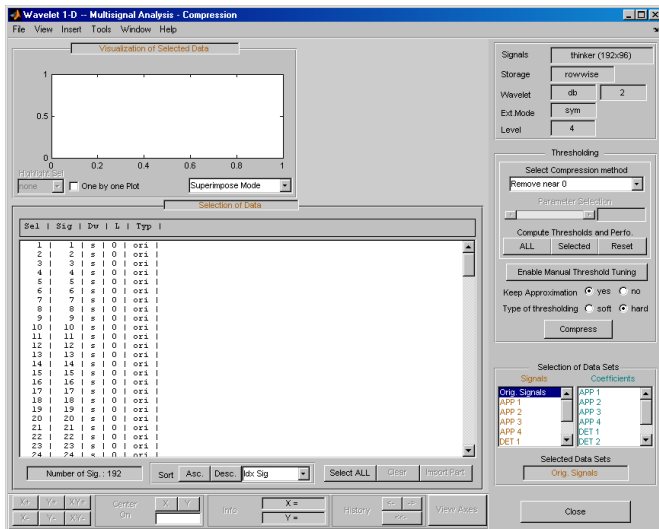 Wavelet 1-D -- Multisignal Analysis - Compression
File View Insert Tools Window Help
Visualization of Selected Data
1
0.5
0
0 0.2 0.4 0.6 0.8 1
Highlight Sel
none One by one Plot Superimpose Mode
Selection of Data
Sel | Sig | Dw | L | Typ |
1 | 1 | s | 0 | ori |
2 | 2 | s | 0 | ori |
3 | 3 | s | 0 | ori |
4 | 4 | s | 0 | ori |
5 | 5 | s | 0 | ori |
6 | 6 | s | 0 | ori |
7 | 7 | s | 0 | ori |
8 | 8 | s | 0 | ori |
9 | 9 | s | 0 | ori |
10 | 10 | s | 0 | ori |
11 | 11 | s | 0 | ori |
12 | 12 | s | 0 | ori |
13 | 13 | s | 0 | ori |
14 | 14 | s | 0 | ori |
15 | 15 | s | 0 | ori |
16 | 16 | s | 0 | ori |
17 | 17 | s | 0 | ori |
18 | 18 | s | 0 | ori |
19 | 19 | s | 0 | ori |
20 | 20 | s | 0 | ori |
21 | 21 | s | 0 | ori |
22 | 22 | s | 0 | ori |
23 | 23 | s | 0 | ori |
24 | 24 | s | 0 | ori |
Number of Sig. : 192 Sort Asc. Desc. Idx Sig Select ALL Clear Import Part
X+ Y+ XY+
X- Y- XY-
Center On X Y
Info X =
Y =
History <- ->
<<-
View Axes
Signals thinker (192x96)
Storage rowwise
Wavelet db 2
Ext.Mode sym
Level 4
Thresholding
Select Compression method
Remove near 0
Parameter Selection
Compute Thresholds and Perfo.
ALL Selected Reset
Enable Manual Threshold Tuning
Keep Approximation yes no
Type of thresholding soft hard
Compress
Selection of Data Sets
Signals Coefficients
Orig. Signals APP 1
APP 1 APP 2
APP 2 APP 3
APP 3 APP 4
APP 4 DET 1
DET 1 DET 2
Selected Data Sets
Orig. Signals
Close